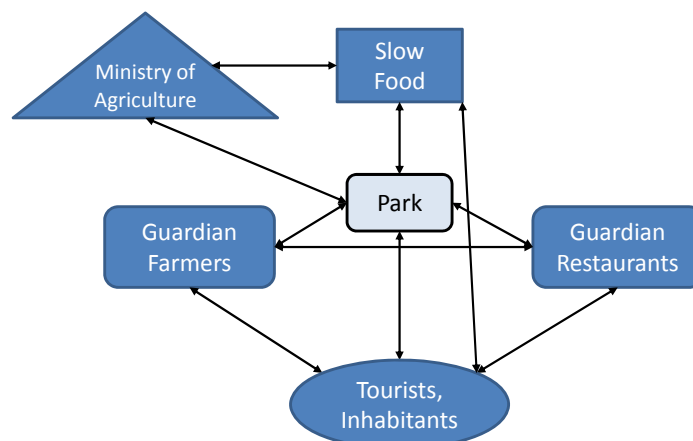 Ministry of
Agriculture
Slow
Food
Park
Guardian
Farmers
Guardian
Restaurants
Tourists,
Inhabitants